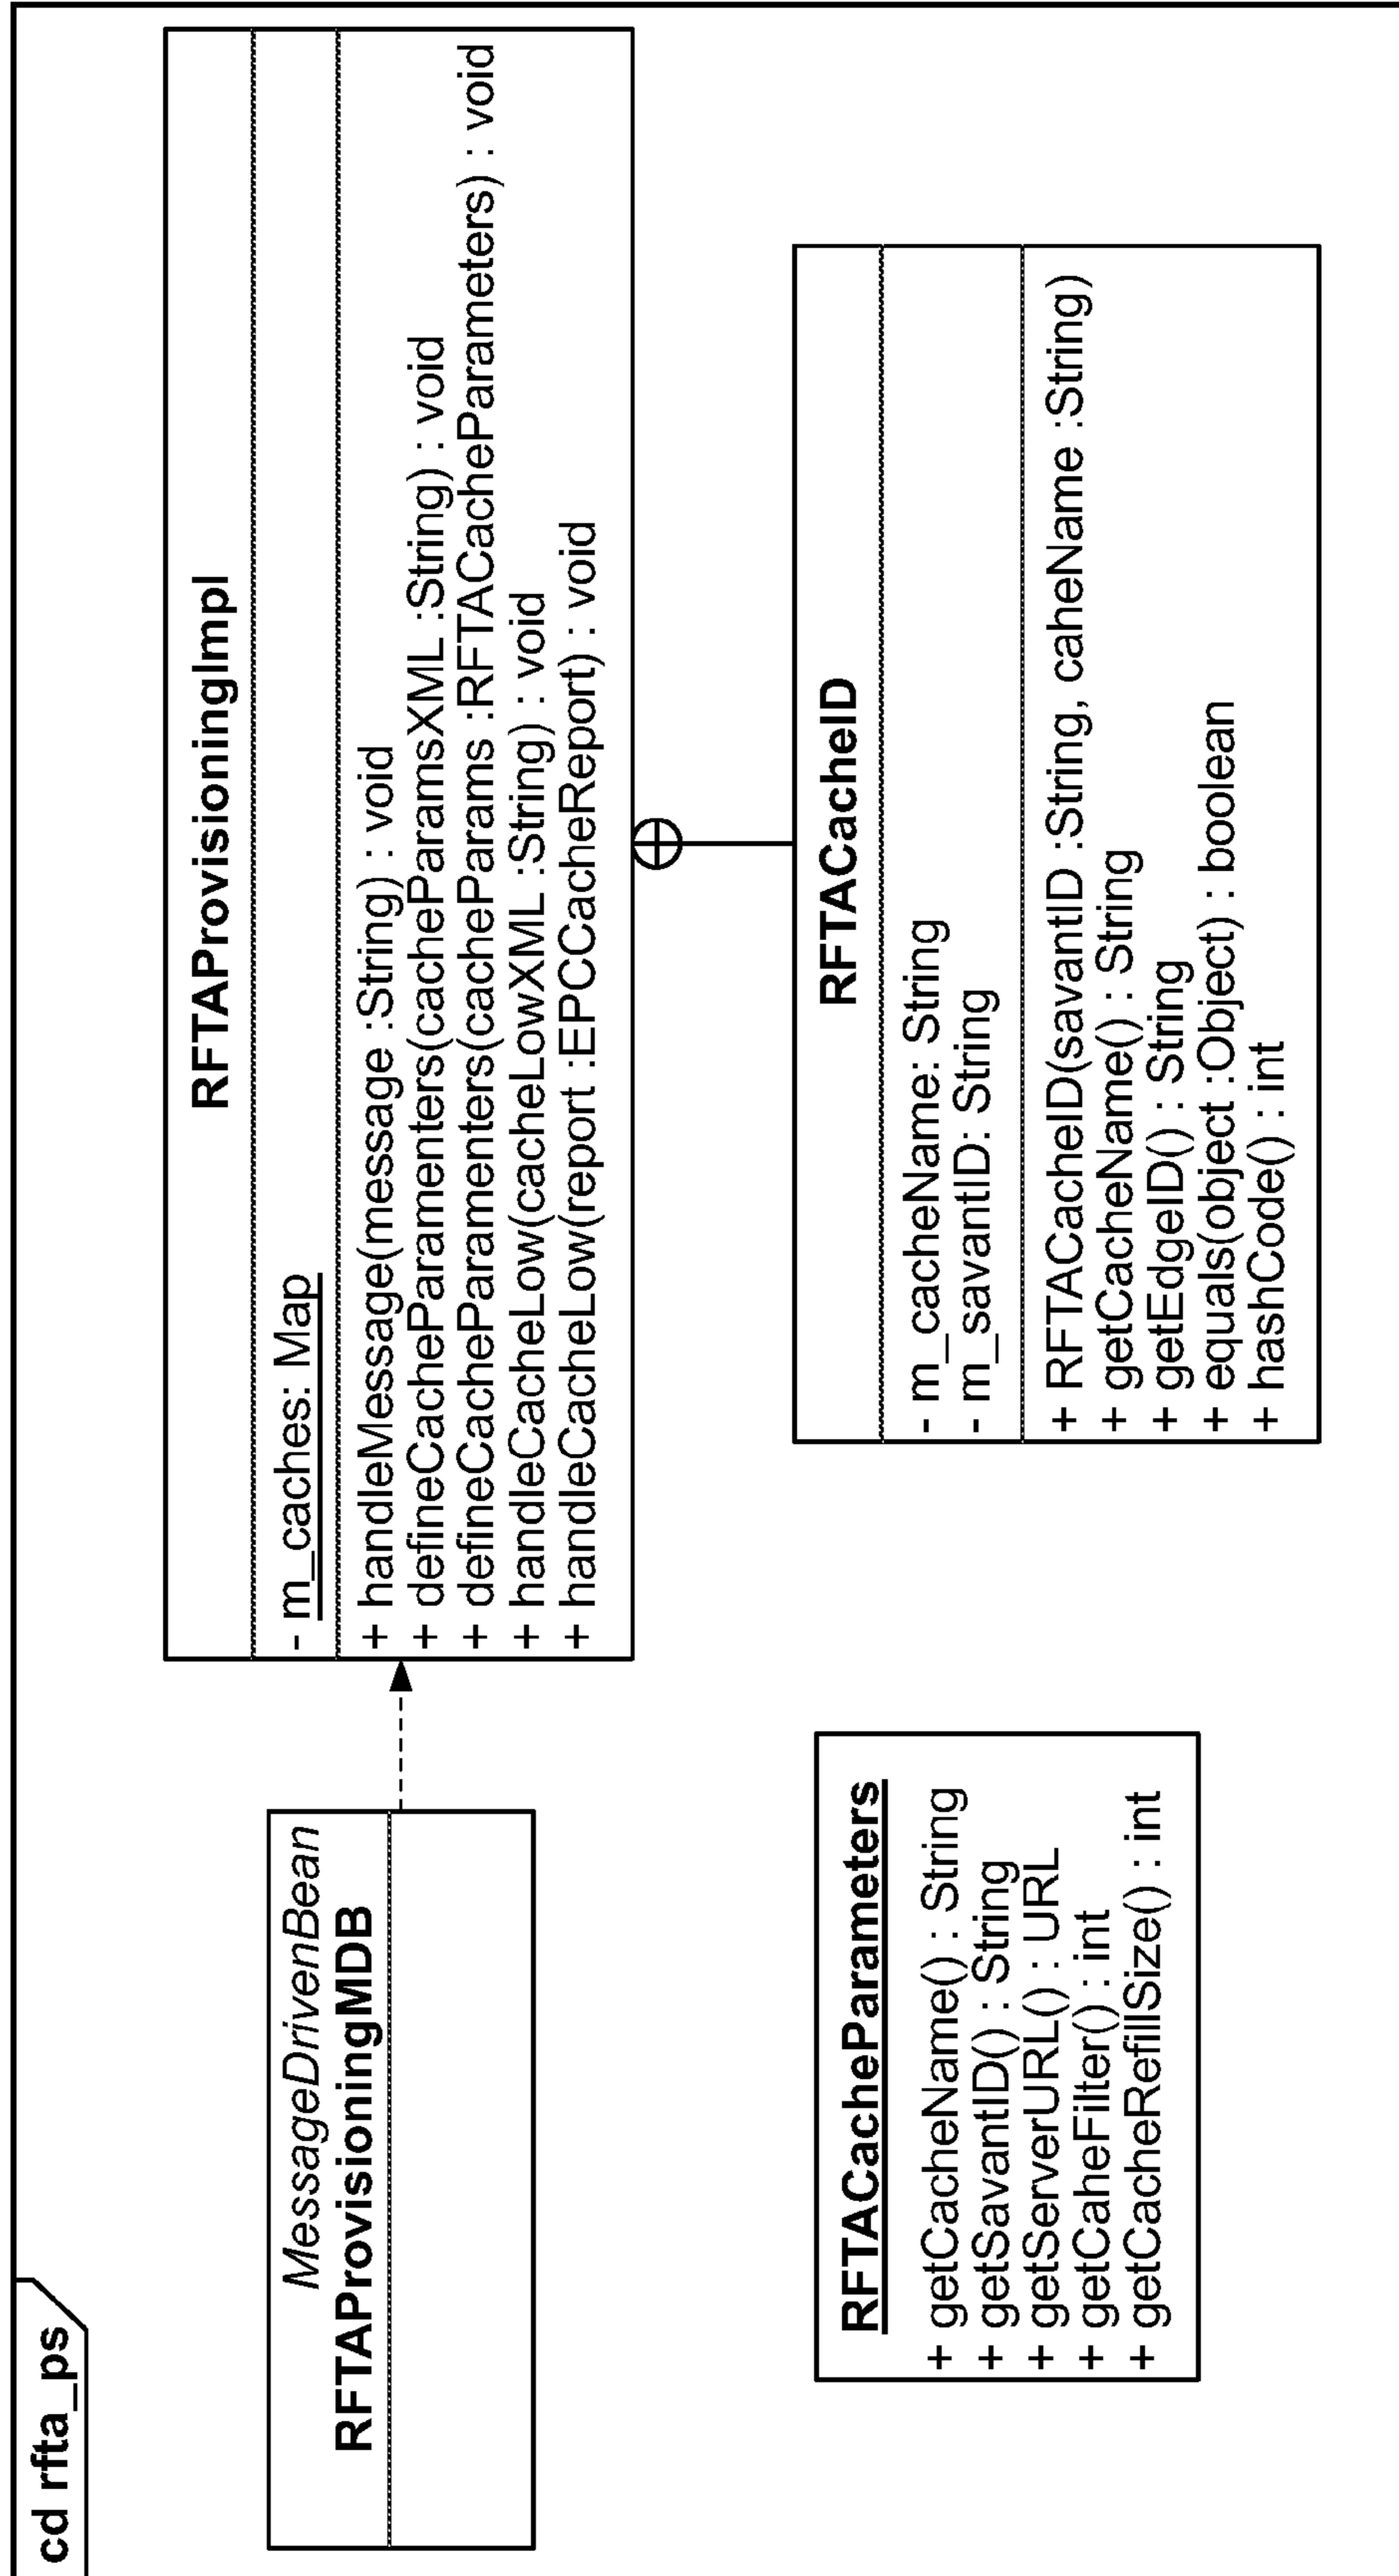 cd rfta_ps
MessageDrivenBean
RFTAProvisioningMDB
RFTAProvisioningImpl
- m_caches: Map
+ handleMessage(message :String) : void
+ defineCacheParamenters(cacheParamsXML :String) : void
+ defineCacheParamenters(cacheParams :RFTACacheParameters) : void
+ handleCacheLow(cacheLowXML :String) : void
+ handleCacheLow(report :EPCCacheReport) : void
RFTACacheParameters
+ getCacheName() : String
+ getSavantID() : String
+ getServerURL() : URL
+ getCaheFilter() : int
+ getCacheRefillSize() : int
RFTACacheID
- m_cacheName: String
- m_savantID: String
+ RFTACacheID(savantID :String, caheName :String)
+ getCacheName() : String
+ getEdgeID() : String
+ equals(object :Object) : boolean
+ hashCode() : int